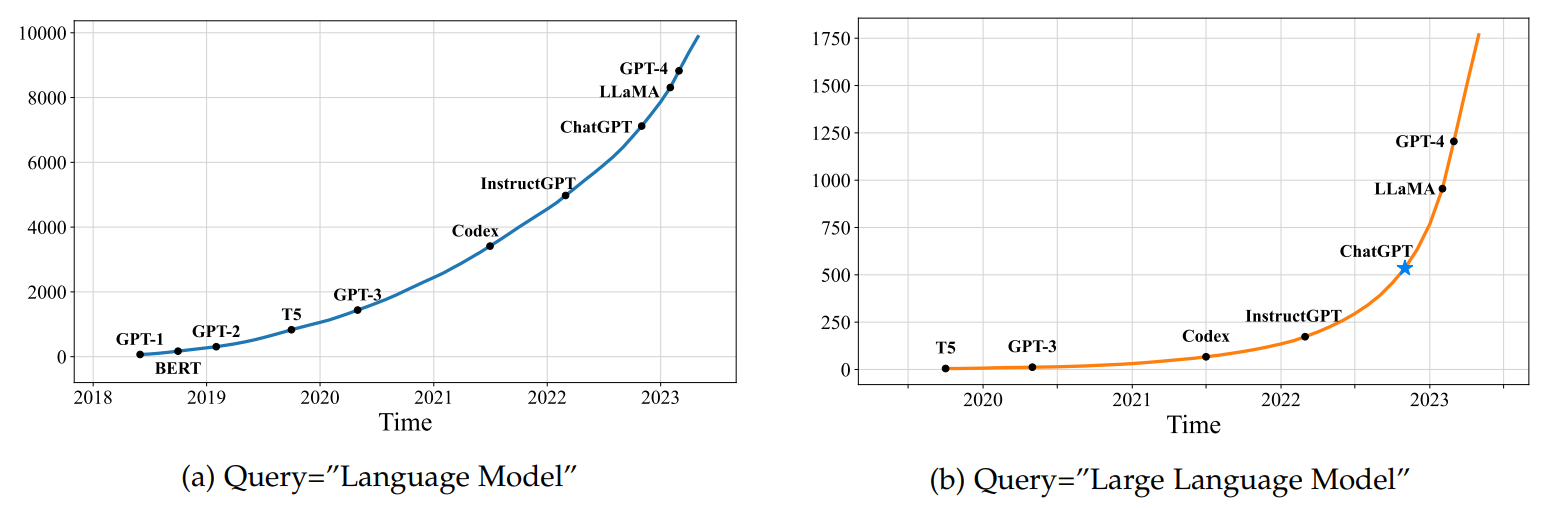 10000
8000
6000
4000
2000
0
GPT-4
LLaMA
ChatGPT
InstructGPT
Codex
GPT-3
T5
GPT-2
GPT-1
BERT
2018 2019 2020 2021 2022 2023
Time
(a) Query=”Language Model”
1750
1500
1250
1000
750
500
250
0
GPT-4
LLaMA
ChatGPT
InstructGPT
Codex
GPT-3
T5
2020 2021 2022 2023
Time
(b) Query=”Large Language Model”